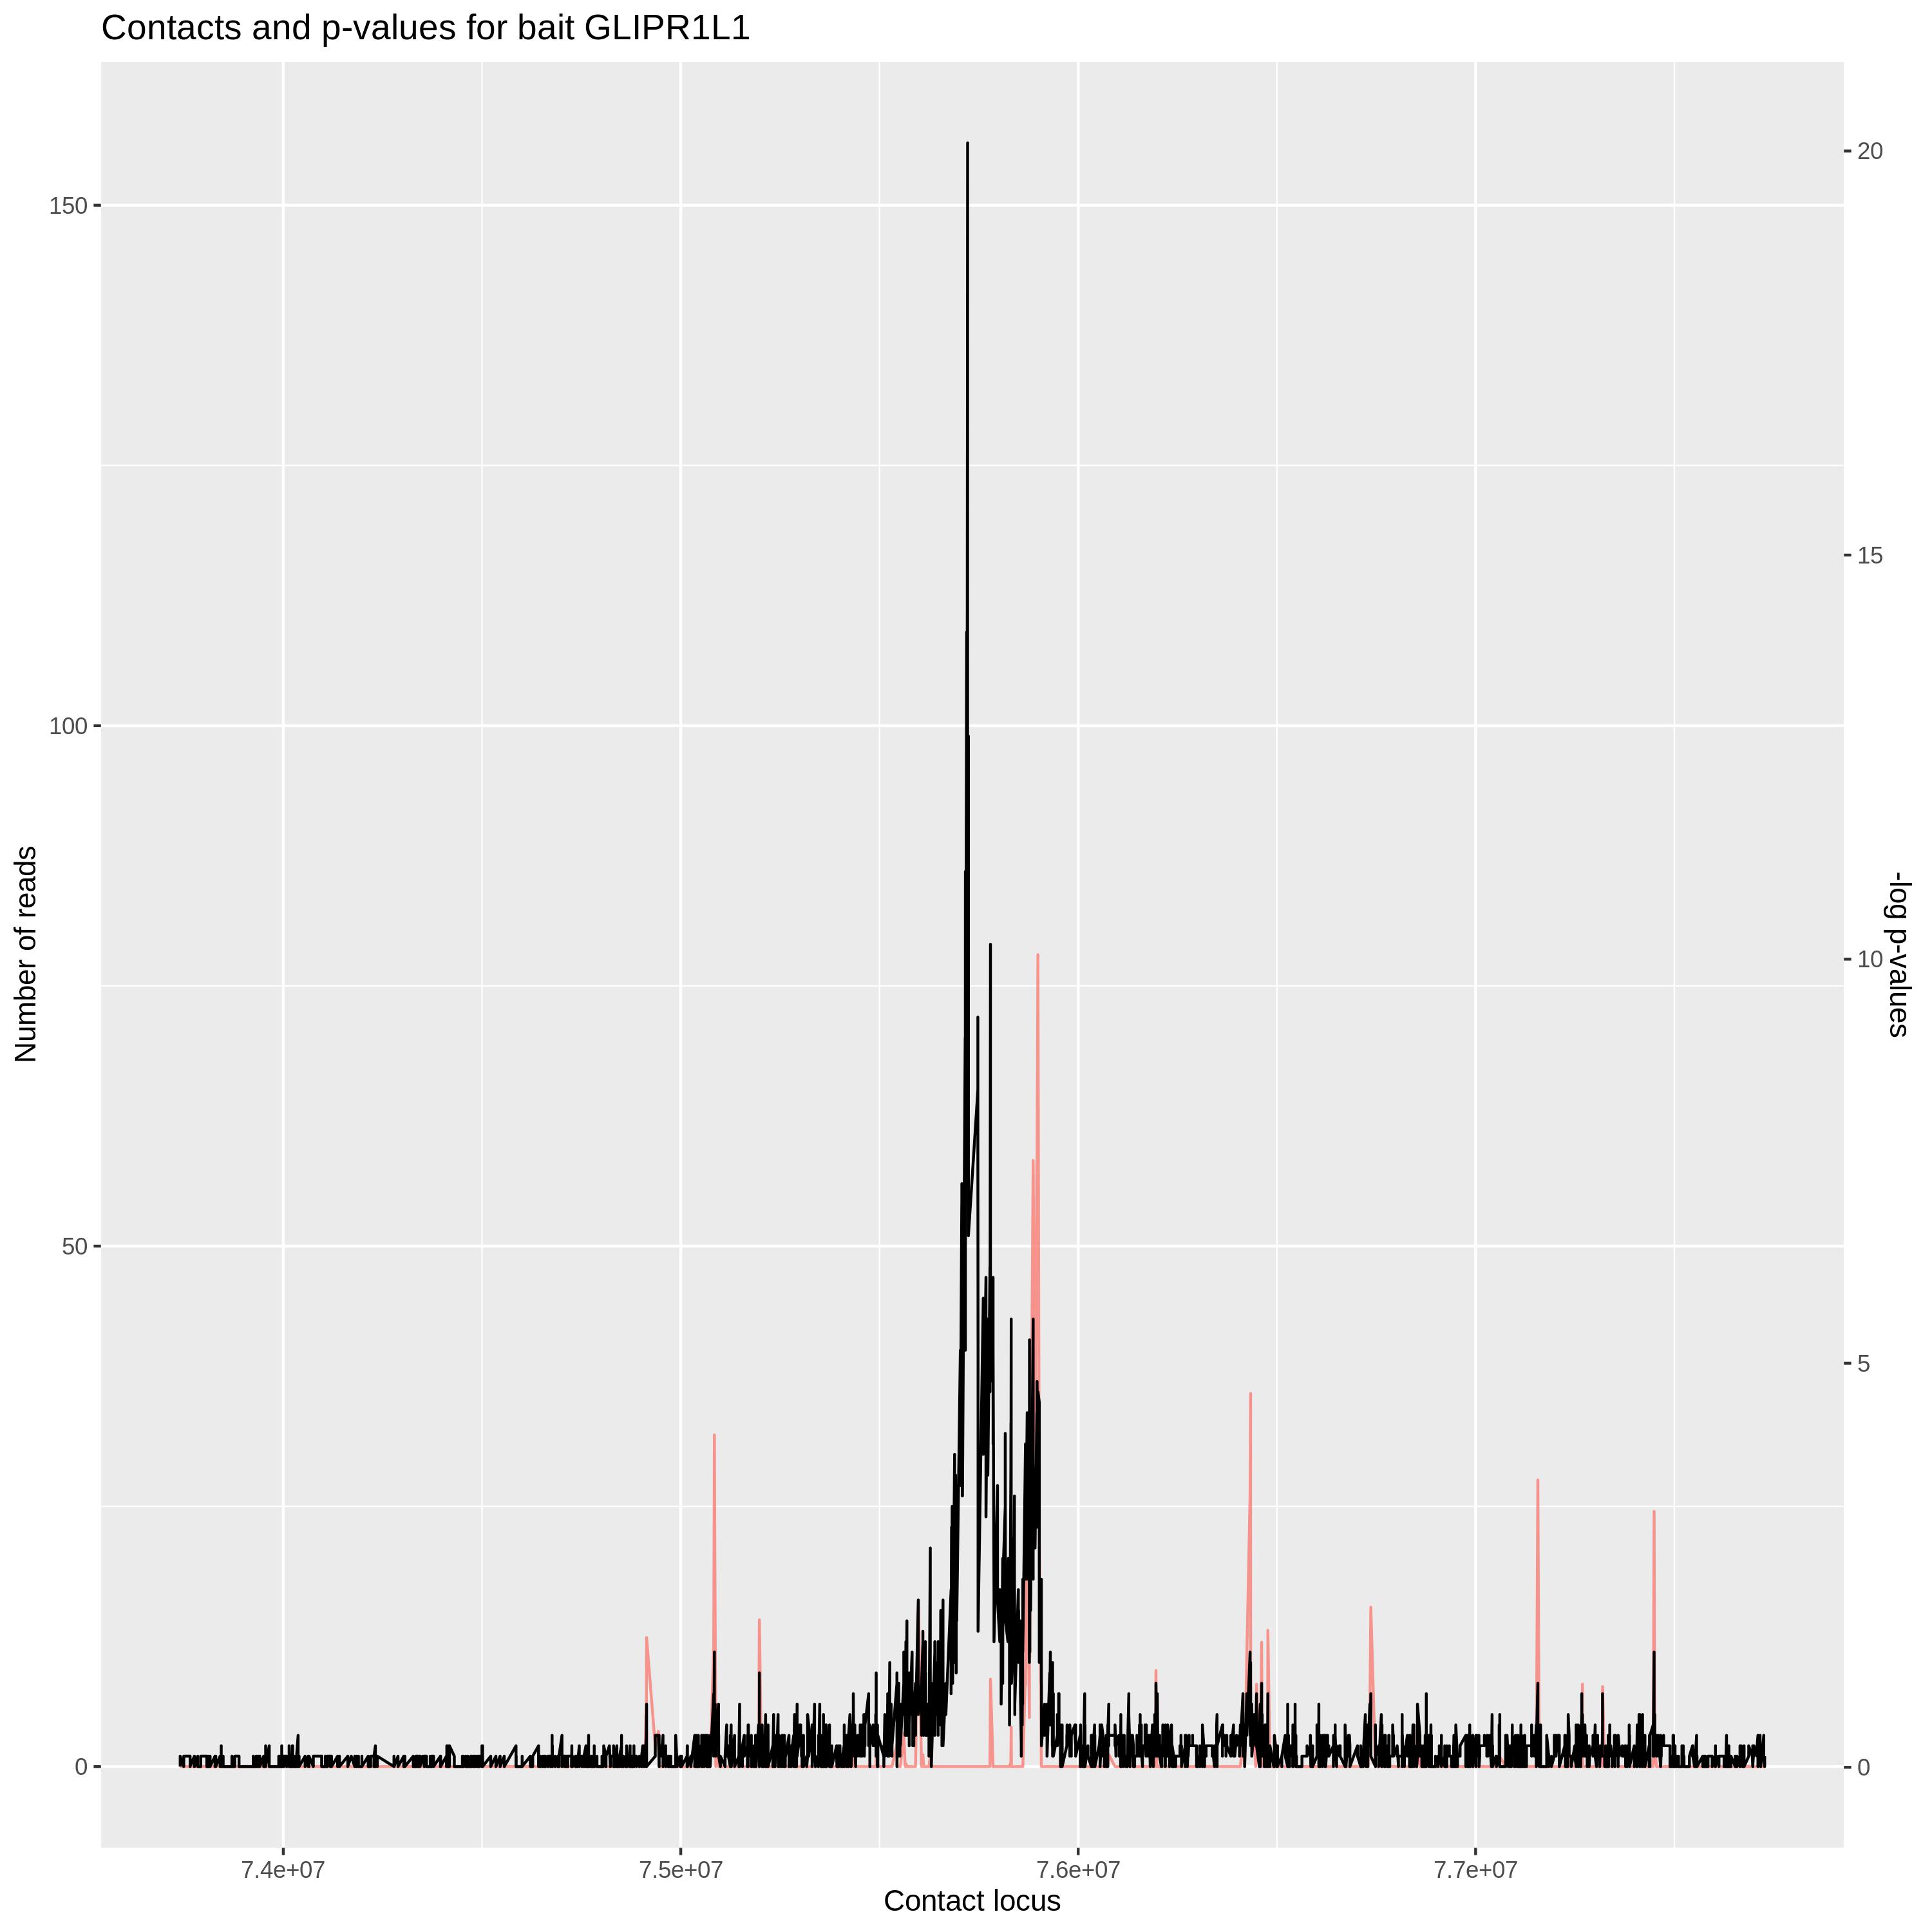 Contacts and p-values for bait GLIPR1L1
150
100
50
0
Number of reads
20
15
10
5
0
-log p-values
7.4e+07
7.5e+07
7.6e+07
7.7e+07
Contact locus